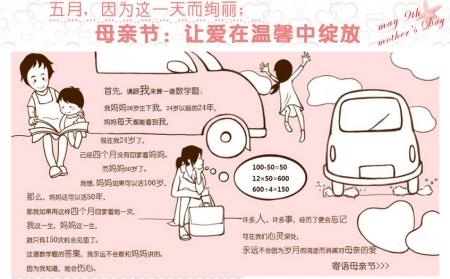 五月，因为这一天而绚丽；
母亲节：让爱在温馨中绽放
may 9th
mother's Day
首先，请跟我来算一道数学题：
我妈妈26岁生下我，24岁以前的24年，
妈妈每天都能看到我。
现在我24岁了。
已经四个月没有回家看妈妈。
而妈妈50岁了。
我想，妈妈如果可以活100岁。
那么，妈妈还可以活50年，
那我如果再这样四个月回家看她一次，
我这一生，妈妈这一生。
就只有150次机会见面了。
这道数学题的答案，我永远不敢和妈妈讲的。
因为我知道，她会伤心。
100-50=50
12×50=600
600÷4=150
许多人，许多事，经历了便会忘记
可在我们心灵深处，
永远不会因为岁月的流逝而消减对母亲的爱
寄语母亲节>>>